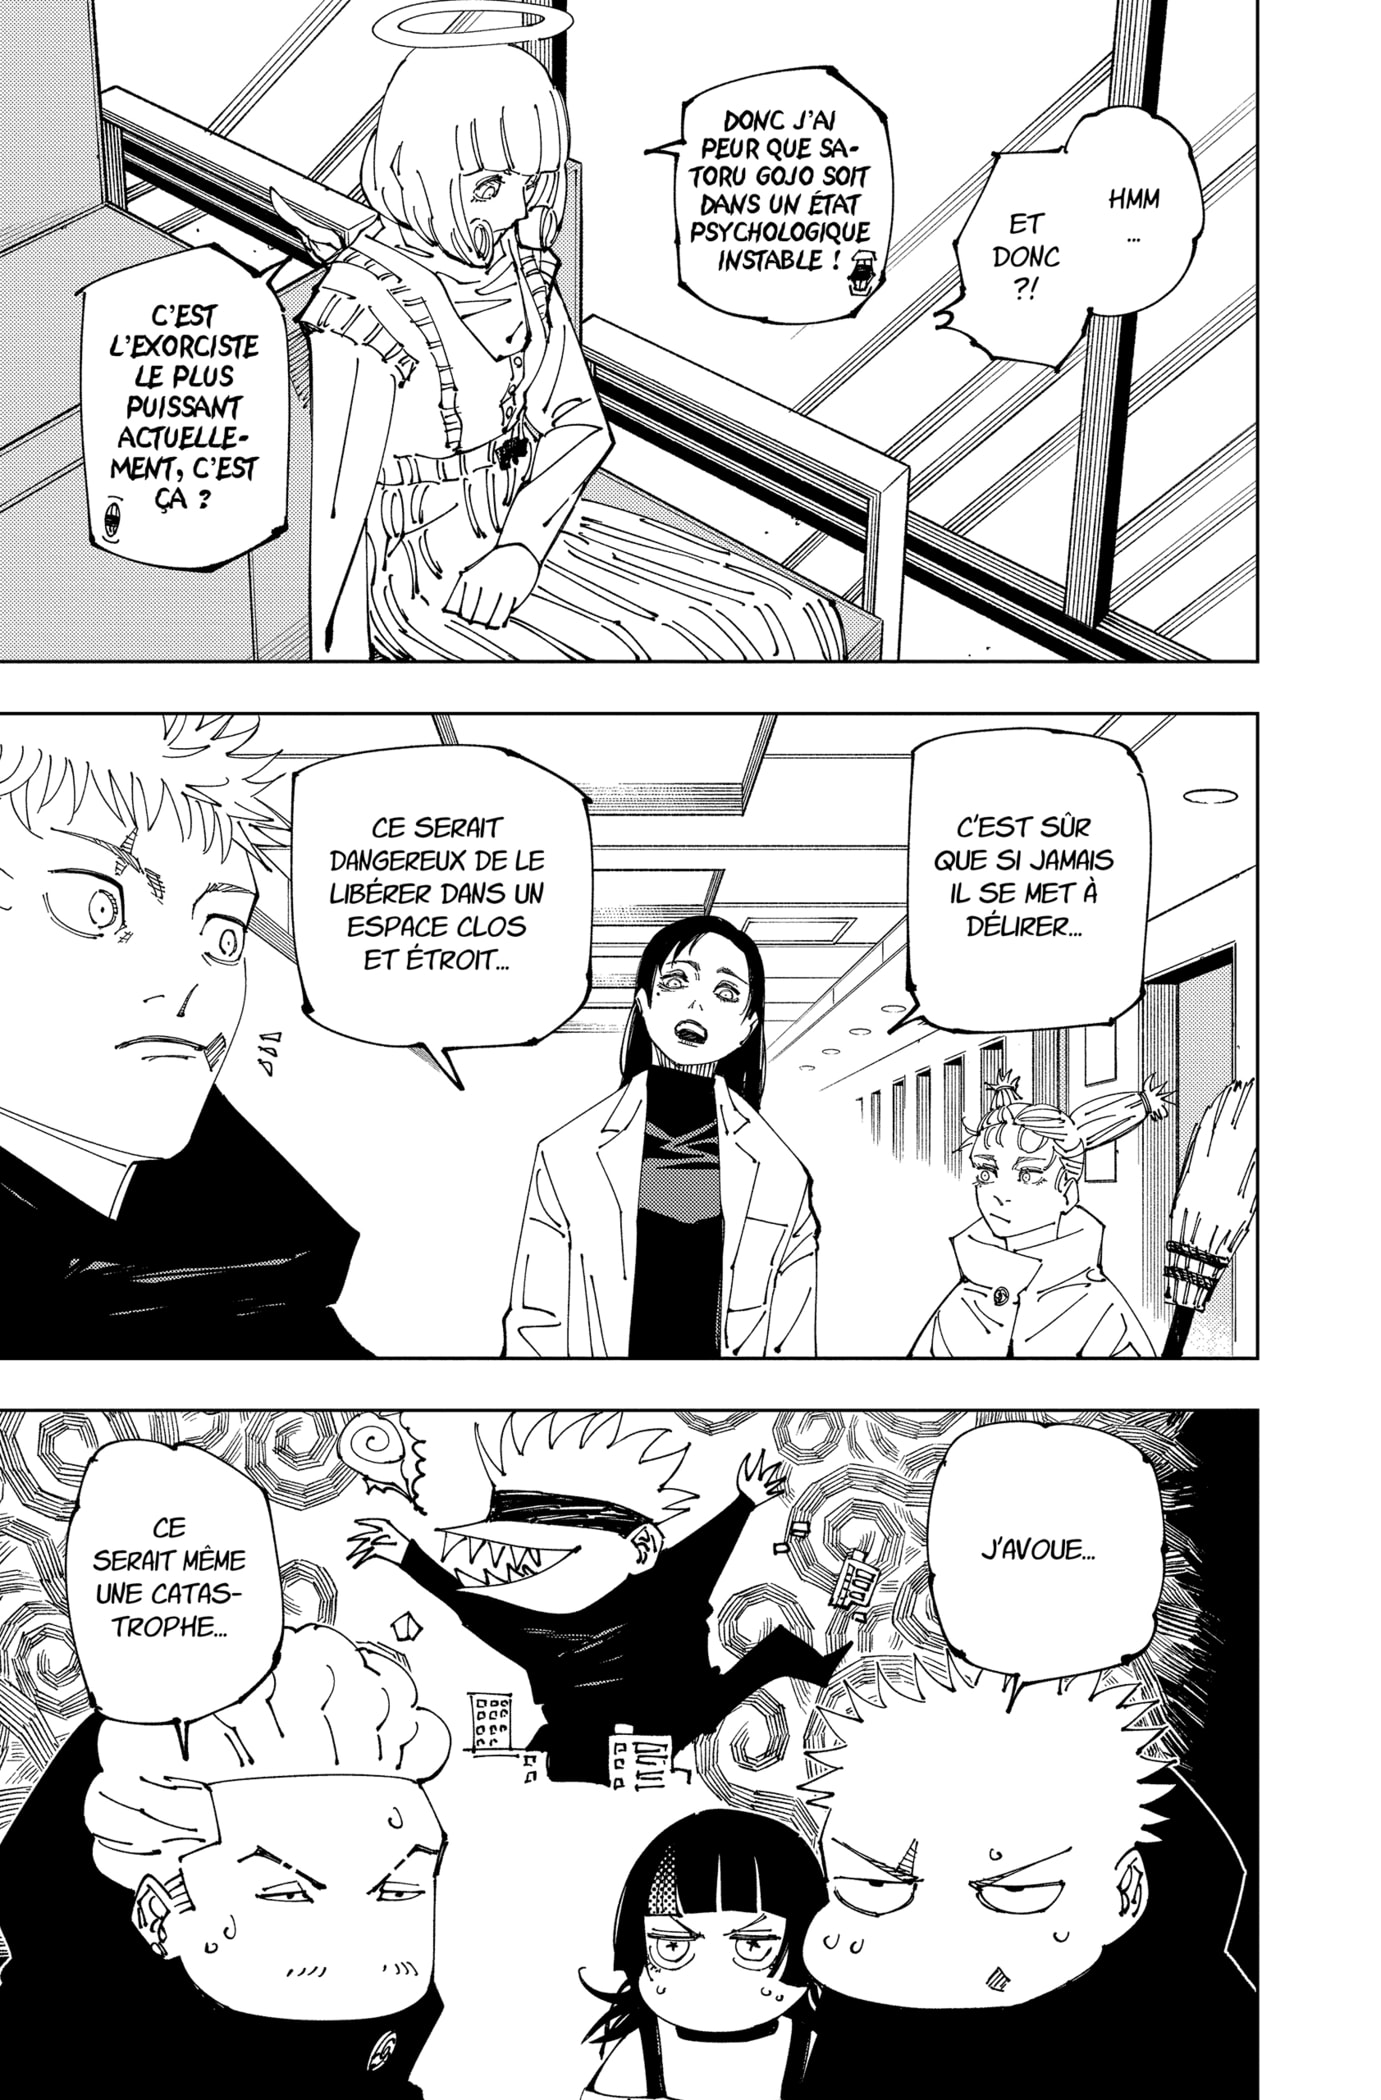 HMM
...
ET
DONC
?!
DONC J'AI
PEUR QUE SA-
TORU GOJO SOIT
DANS UN ÉTAT
PSYCHOLOGIQUE
INSTABLE !
C'EST
L'EXORCISTE
LE PLUS
PUISSANT
ACTUELLE-
MENT, C'EST
ÇA ?
C'EST SÛR
QUE SI JAMAIS
IL SE MET À
DÉLIRER...
CE SERAIT
DANGEREUX DE LE
LIBÉRER DANS UN
ESPACE CLOS
ET ÉTROIT...
J'AVOUE...
CE
SERAIT MÊME
UNE CATAS-
TROPHE...